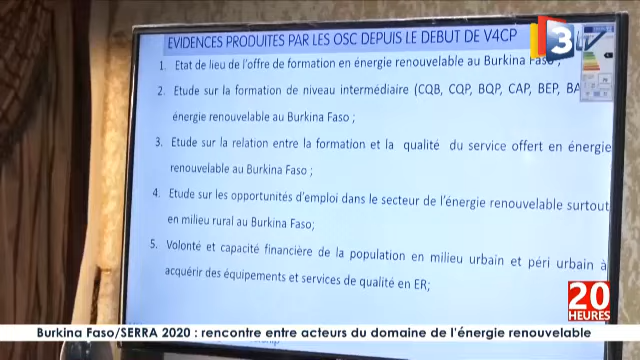 EVIDENCES PRODUITES PAR LES OSC DEPUIS LE DEBUT DE V4CP
3 tv
1. Etat de lieu de l'offre de formation en énergie renouvelable au Burkina Faso ;
2. Etude sur la formation de niveau intermédiaire (CQB, CQP, BQP, CAP, BEP, BA
énergie renouvelable au Burkina Faso ;
3. Etude sur la relation entre la formation et la qualité du service offert en énergie
renouvelable au Burkina Faso ;
4. Etude sur les opportunités d'emploi dans le secteur de l'énergie renouvelable surtout
en milieu rural au Burkina Faso;
5. Volonté et capacité financière de la population en milieu urbain et péri urbain à
acquérir des équipements et services de qualité en ER;
20
HEURES
Burkina Faso/SERRA 2020 : rencontre entre acteurs du domaine de l'énergie renouvelable